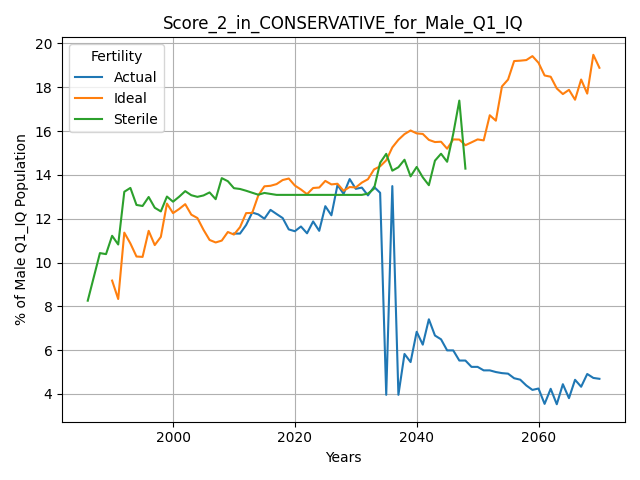 Score_2_in_CONSERVATIVE_for_Male_Q1_IQ
Fertility
Actual
Ideal
Sterile
% of Male Q1_IQ Population
20
18
16
14
12
10
8
6
4
2000
2020
2040
2060
Years